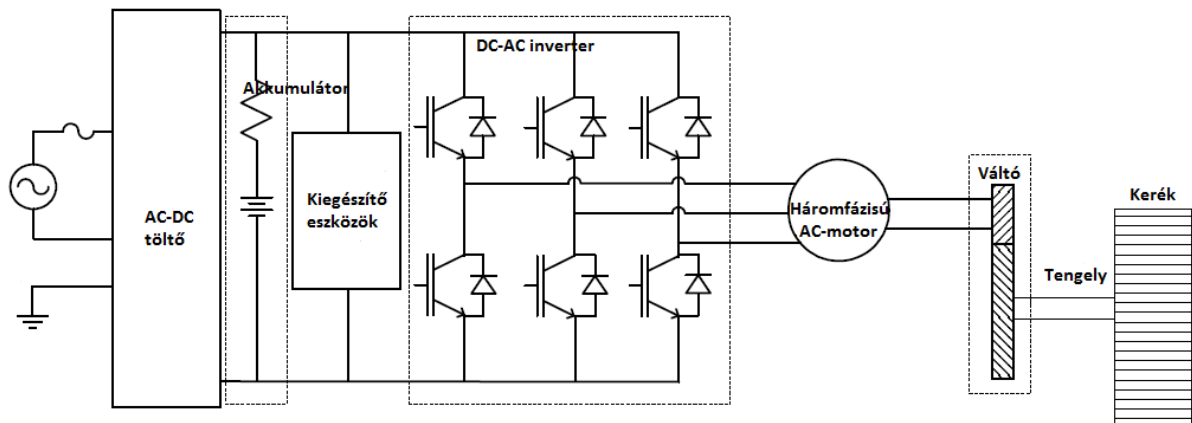 DC-AC inverter
Akkumulátor
AC-DC
töltő
Kiegészítő
eszközök
Háromfázisú
AC-motor
Váltó
Tengely
Kerék